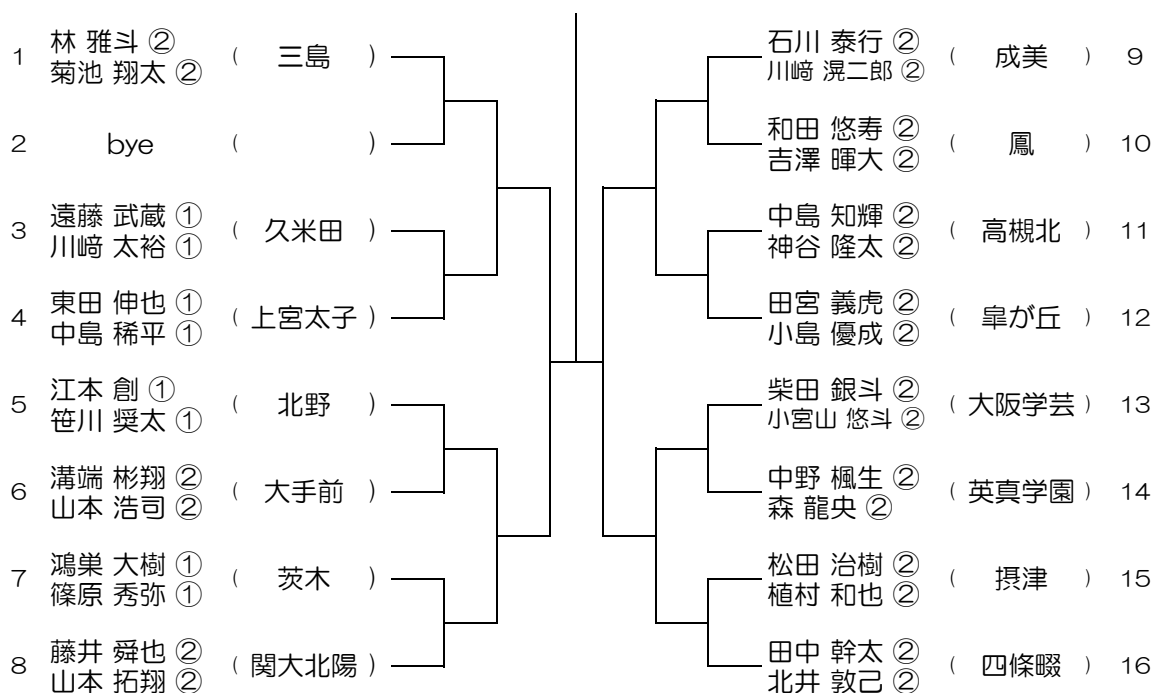 1 林 雅斗 ② 菊池 翔太 ② ( 三島 )
2 bye ( )
3 遠藤 武蔵 ① 川﨑 太裕 ① ( 久米田 )
4 東田 伸也 ① 中島 稀平 ① ( 上宮太子 )
5 江本 創 ① 笹川 奨太 ① ( 北野 )
6 溝端 彬翔 ② 山本 浩司 ② ( 大手前 )
7 鴻巣 大樹 ① 篠原 秀弥 ① ( 茨木 )
8 藤井 舜也 ② 山本 拓翔 ② ( 関大北陽 )
石川 泰行 ② 川﨑 滉二郎 ② ( 成美 ) 9
和田 悠寿 ② 吉澤 暉大 ② ( 鳳 ) 10
中島 知輝 ② 神谷 隆太 ② ( 高槻北 ) 11
田宮 義虎 ② 小島 優成 ② ( 皐が丘 ) 12
柴田 銀斗 ② 小宮山 悠斗 ② ( 大阪学芸 ) 13
中野 楓生 ② 森 龍央 ② ( 英真学園 ) 14
松田 治樹 ② 植村 和也 ② ( 摂津 ) 15
田中 幹太 ② 北井 敦己 ② ( 四條畷 ) 16